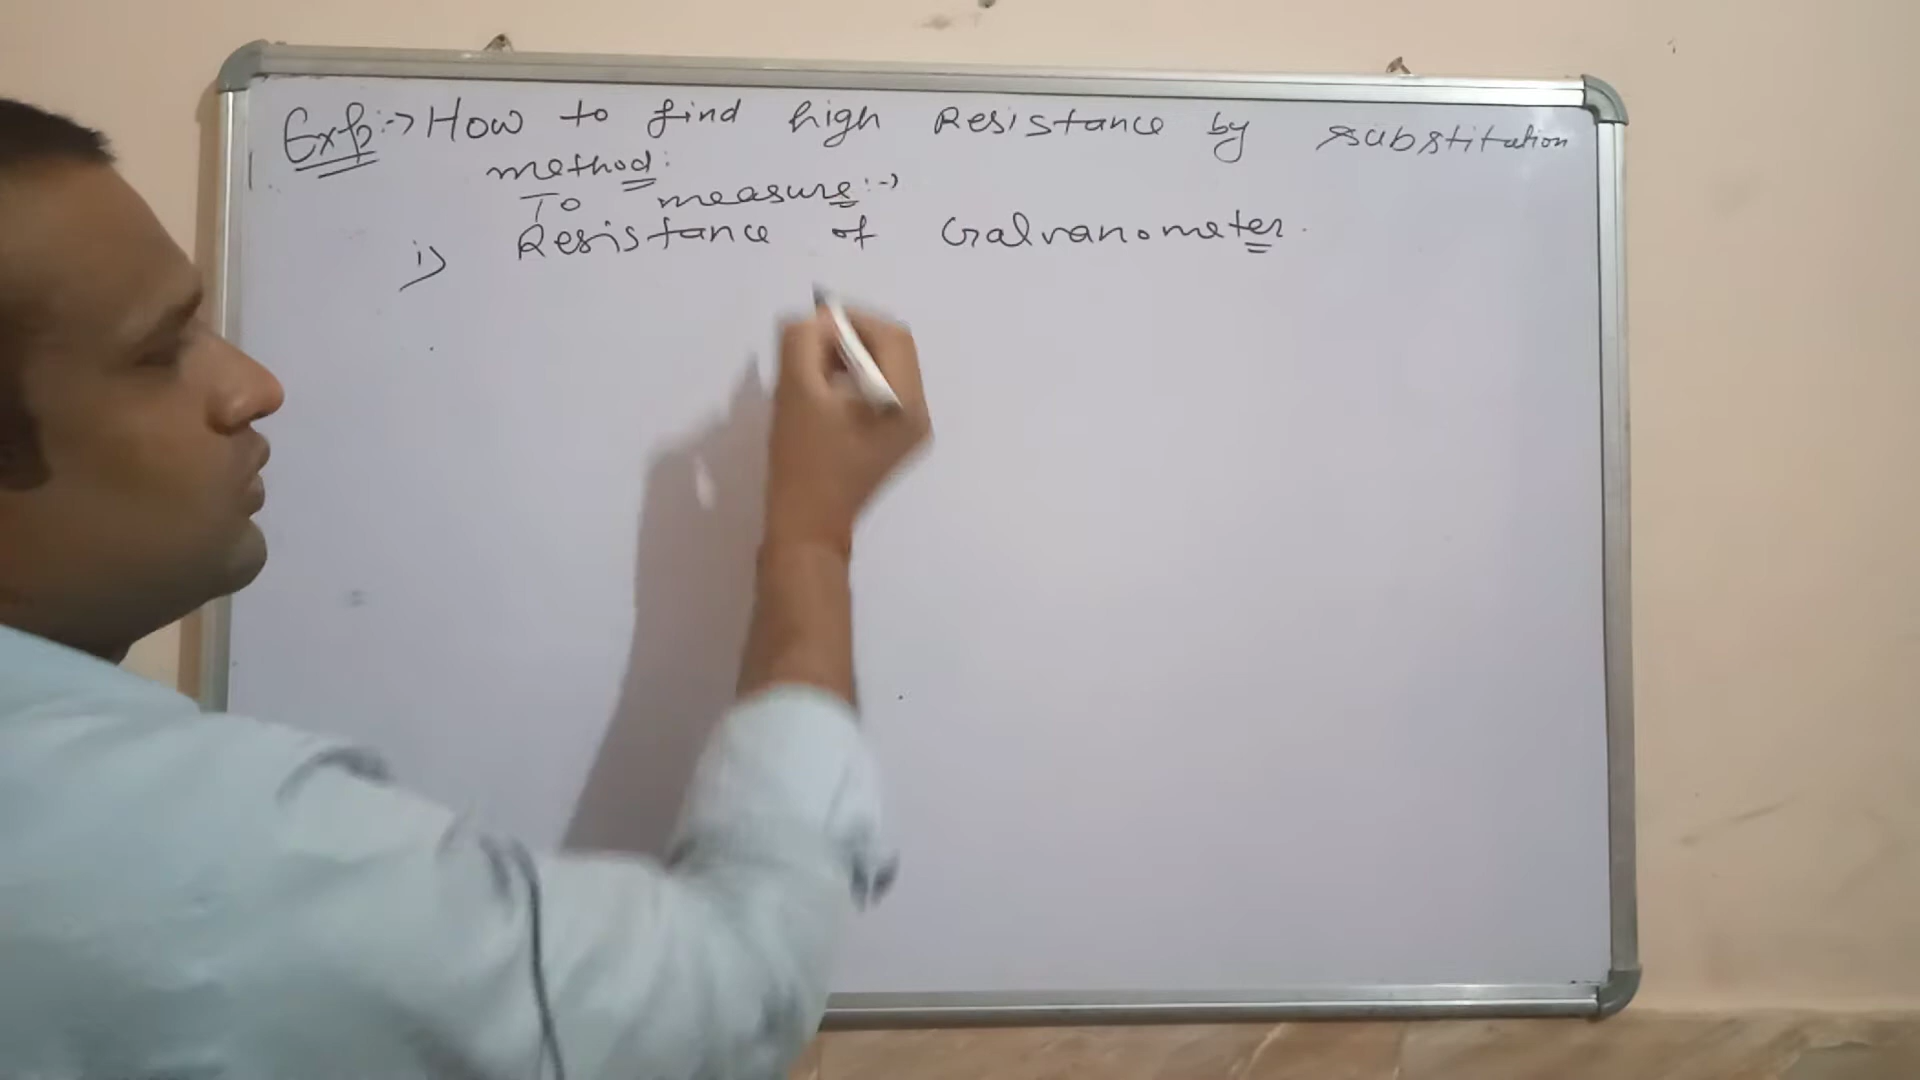 Exp:-> How to find high Resistance by substitution
method:
To measure:->
i) Resistance of Galvanometer.